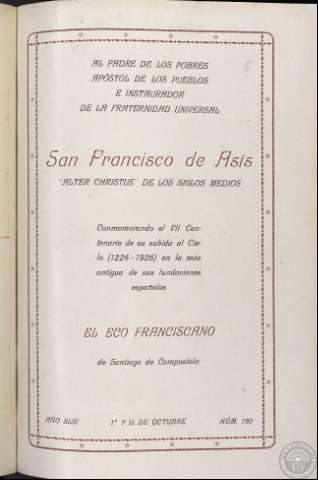 AL PADRE DE LOS POBRES
APÓSTOL DE LOS PUEBLOS
E INSTAURADOR
DE LA FRATERNIDAD UNIVERSAL
San Francisco de Asís
"ALTER CHRISTUS" DE LOS SIGLOS MEDIOS
Conmemorando el VII Cen-
tenario de su subida al Cie-
lo (1226-1926) en la más
antigua de sus fundaciones
españolas
EL ECO FRANCISCANO
de Santiago de Compostela
AÑO XLIII 1.º Y 15 DE OCTUBRE NÚM. 790